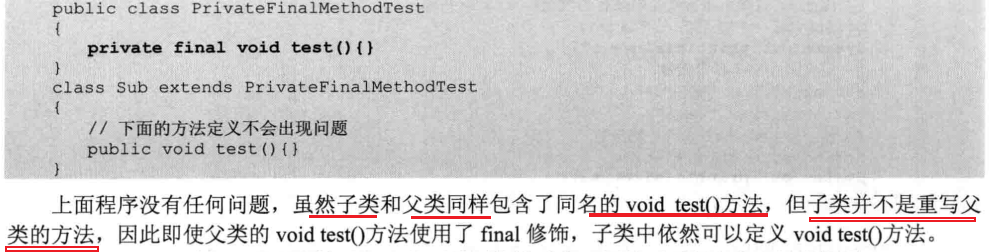 public class PrivateFinalMethodTest
{
private final void test(){}
}
class Sub extends PrivateFinalMethodTest
{
// 下面的方法定义不会出现问题
public void test(){}
}
上面程序没有任何问题，虽然子类和父类同样包含了同名的 void test()方法，但子类并不是重写父
类的方法，因此即使父类的 void test()方法使用了 final 修饰，子类中依然可以定义 void test()方法。